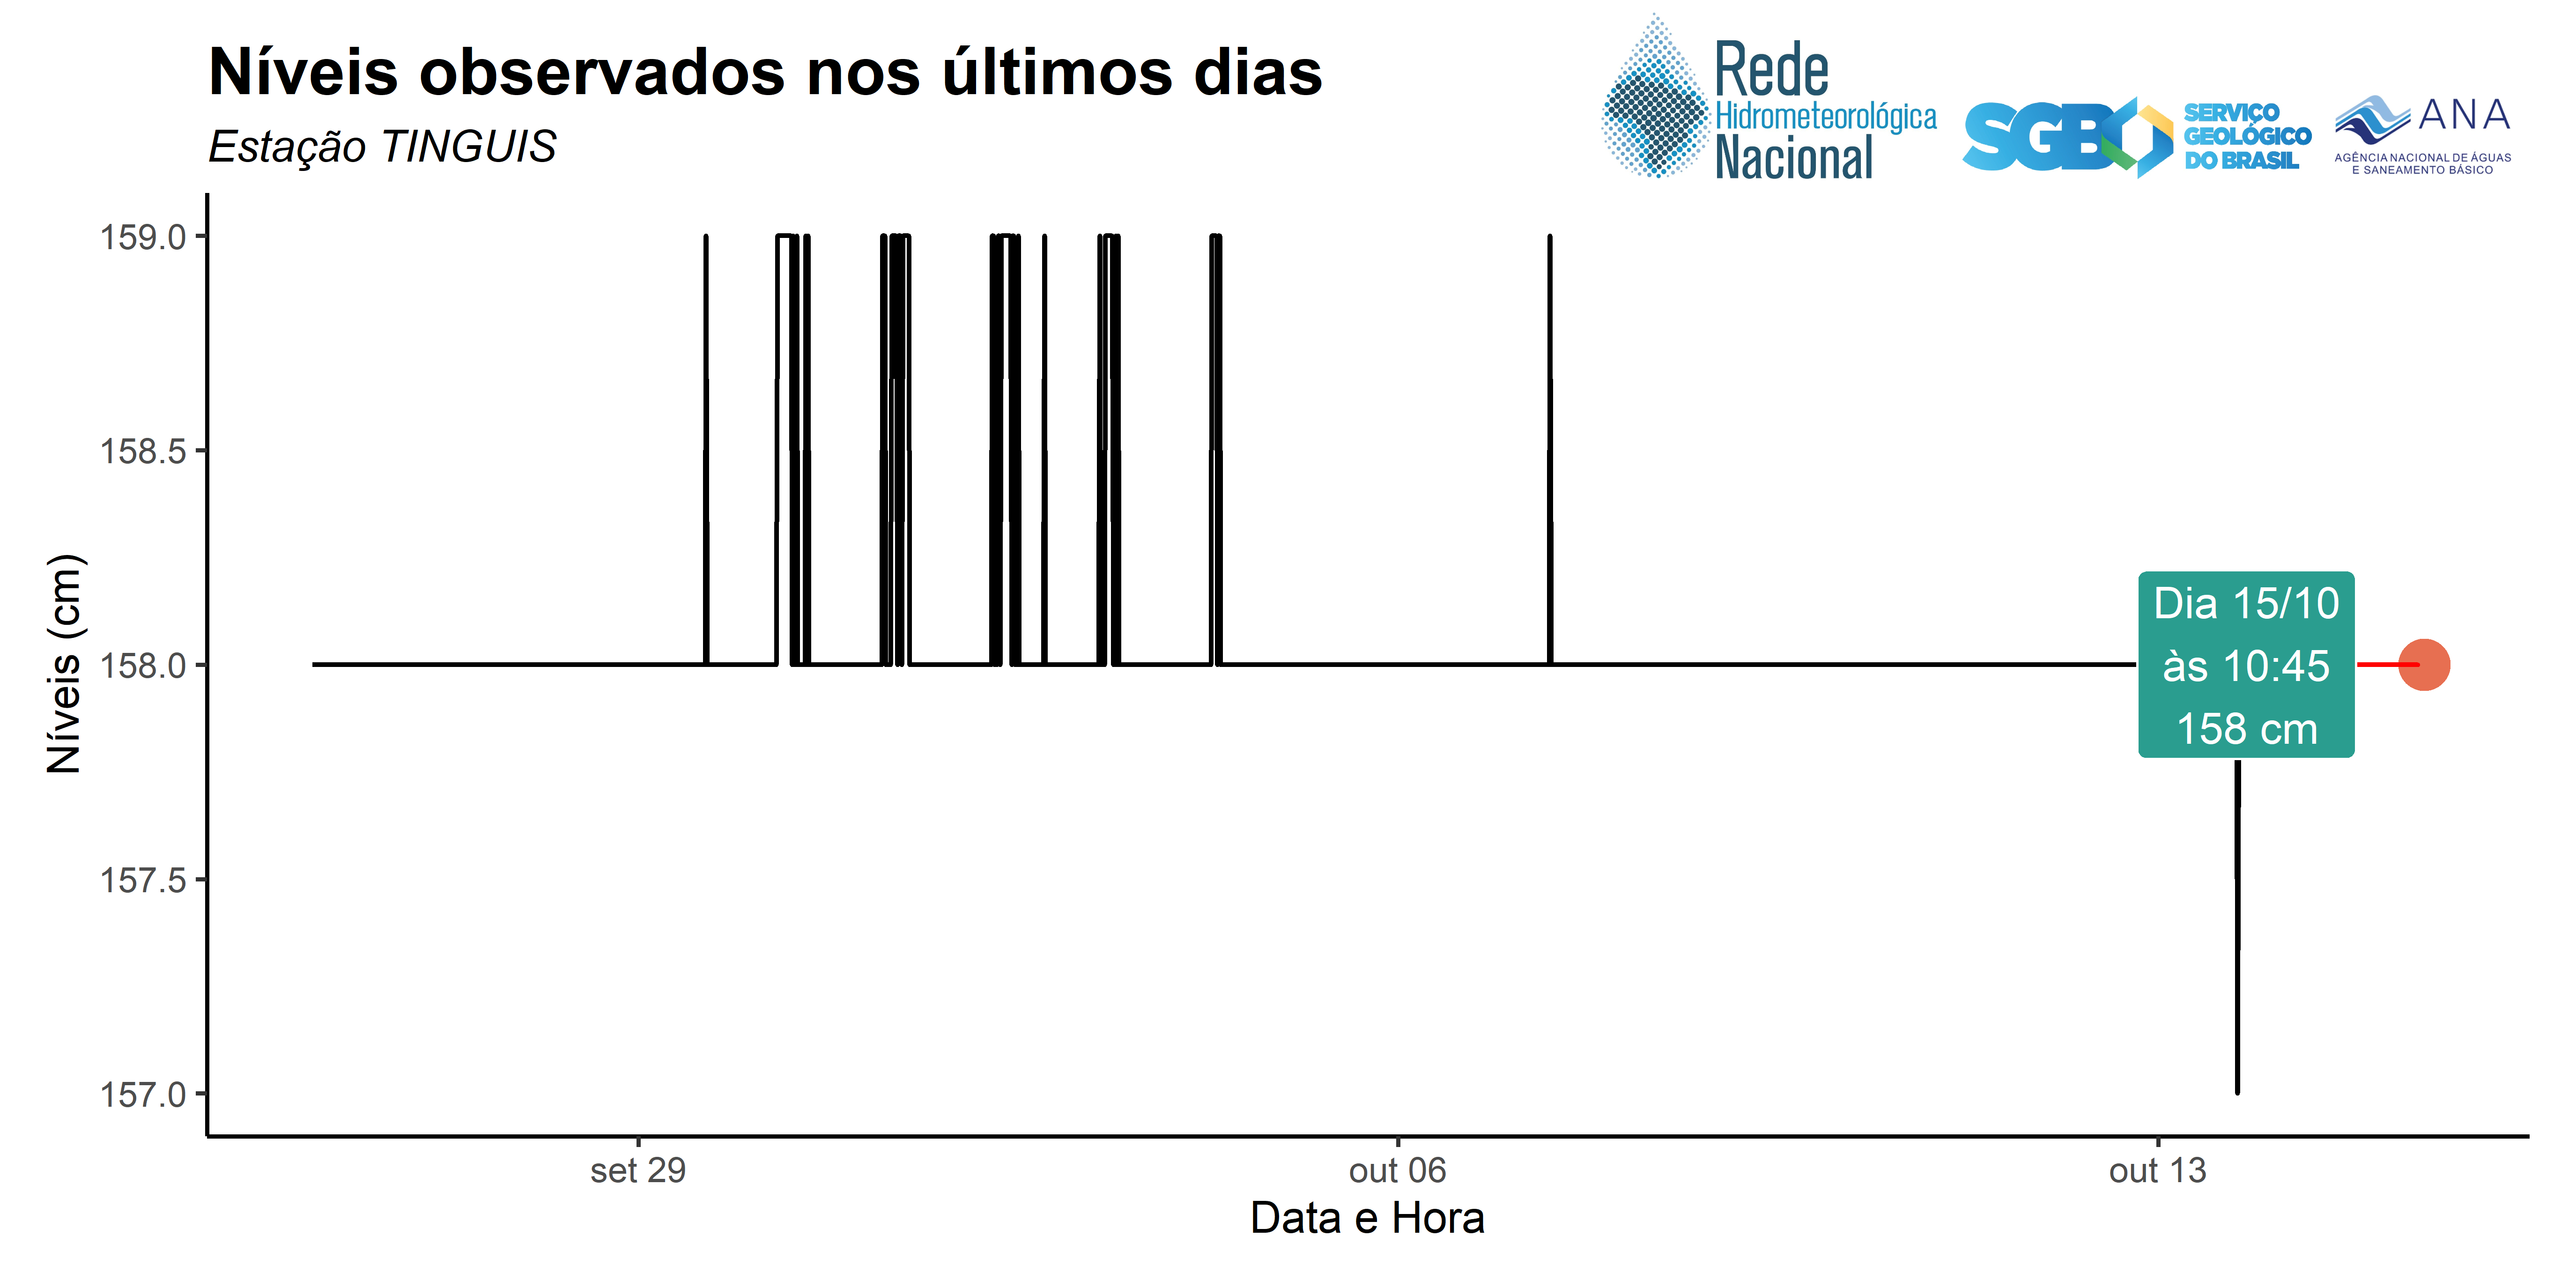 Níveis observados nos últimos dias
Estação TINGUIS
Rede
Hidrometeorológica
Nacional
SGB
SERVIÇO
GEOLÓGICO
DO BRASIL
ANA
AGÊNCIA NACIONAL DE ÁGUAS
E SANEAMENTO BÁSICO
Níveis (cm)
159.0
158.5
158.0
157.5
157.0
Dia 15/10
às 10:45
158 cm
set 29
out 06
out 13
Data e Hora